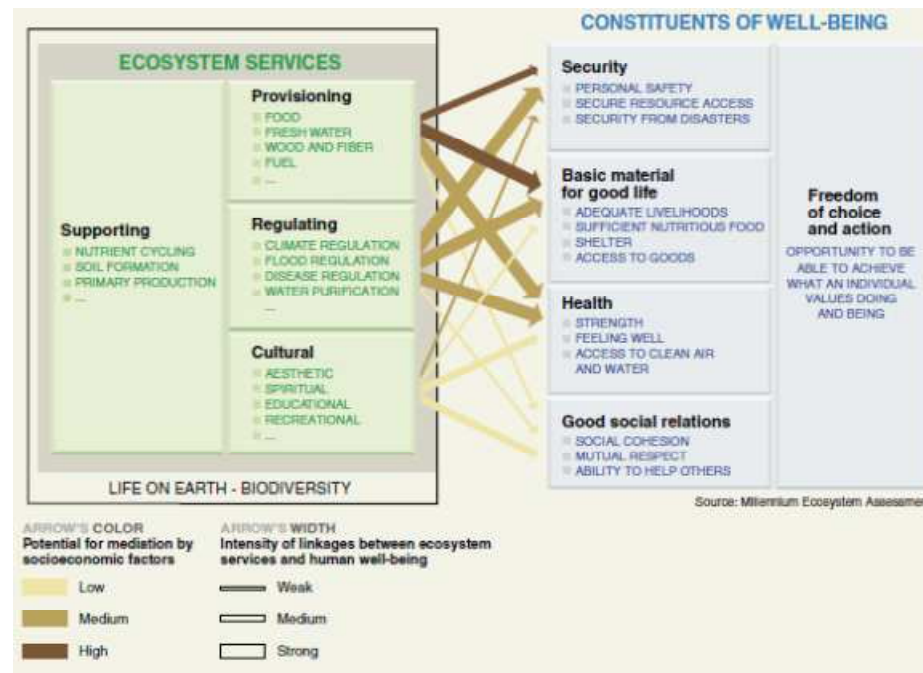 CONSTITUENTS OF WELL-BEING
ECOSYSTEM SERVICES
Supporting
NUTRIENT CYCLING
SOIL FORMATION
PRIMARY PRODUCTION
...
Provisioning
FOOD
FRESH WATER
WOOD AND FIBER
FUEL
...
Regulating
CLIMATE REGULATION
FLOOD REGULATION
DISEASE REGULATION
WATER PURIFICATION
...
Cultural
AESTHETIC
SPIRITUAL
EDUCATIONAL
RECREATIONAL
...
LIFE ON EARTH - BIODIVERSITY
Security
PERSONAL SAFETY
SECURE RESOURCE ACCESS
SECURITY FROM DISASTERS
Basic material
for good life
ADEQUATE LIVELIHOODS
SUFFICIENT NUTRITIOUS FOOD
SHELTER
ACCESS TO GOODS
Health
STRENGTH
FEELING WELL
ACCESS TO CLEAN AIR
AND WATER
Good social relations
SOCIAL COHESION
MUTUAL RESPECT
ABILITY TO HELP OTHERS
Freedom
of choice
and action
OPPORTUNITY TO BE
ABLE TO ACHIEVE
WHAT AN INDIVIDUAL
VALUES DOING
AND BEING
Source: Millennium Ecosystem Assessmen
ARROW'S COLOR
Potential for mediation by
socioeconomic factors
Low
Medium
High
ARROW'S WIDTH
Intensity of linkages between ecosystem
services and human well-being
Weak
Medium
Strong